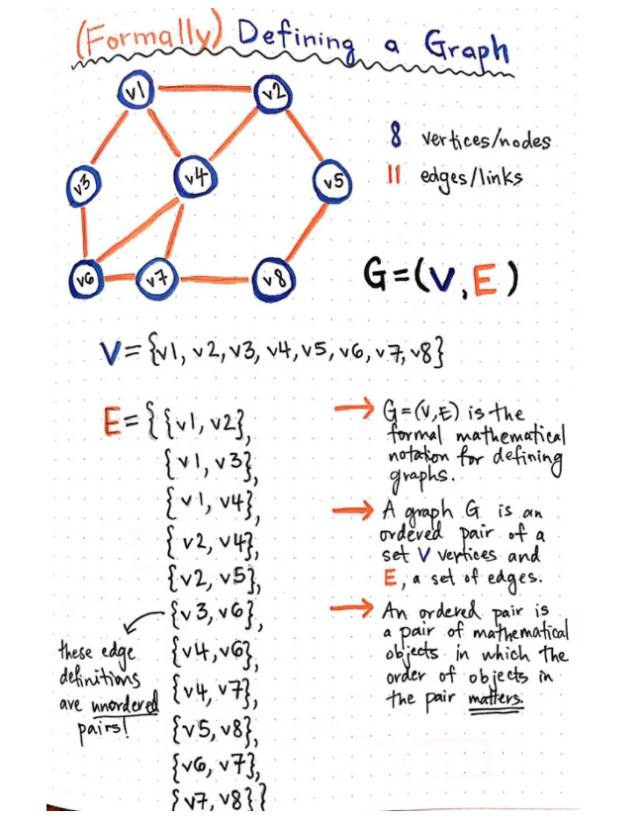 (Formally) Defining a Graph
v1
v2
v3
v4
v5
v6
v7
v8
8 vertices/nodes
11 edges/links
G=(V,E)
V={v1, v2, v3, v4, v5, v6, v7, v8}
E={{v1, v2},
{v1, v3},
{v1, v4},
{v2, v4},
{v2, v5},
{v3, v6},
{v4, v6},
{v4, v7},
{v5, v8},
{v6, v7},
{v7, v8}}
these edge
definitions
are unordered
pairs!
→ G=(V,E) is the
formal mathematical
notation for defining
graphs.
→ A graph G is an
ordered pair of a
set V vertices and
E, a set of edges.
→ An ordered pair is
a pair of mathematical
objects in which the
order of objects in
the pair matters.